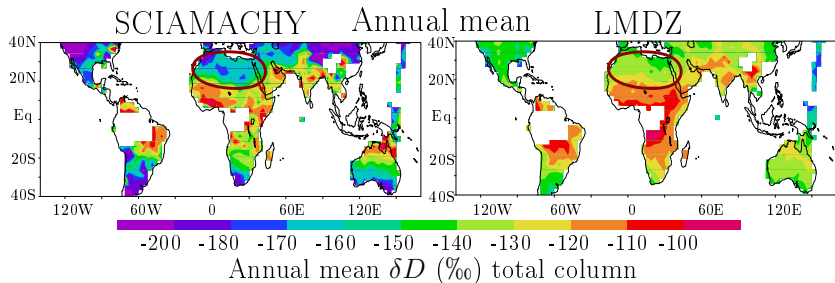 SCIAMACHY Annual mean LMDZ
40N 40N
20N 20N
Eq Eq
20S 20S
40S 40S
120W 60W 0 60E 120E 120W 60W 0 60E 120E
-200 -180 -170 -160 -150 -140 -130 -120 -110 -100
Annual mean δD (‰) total column